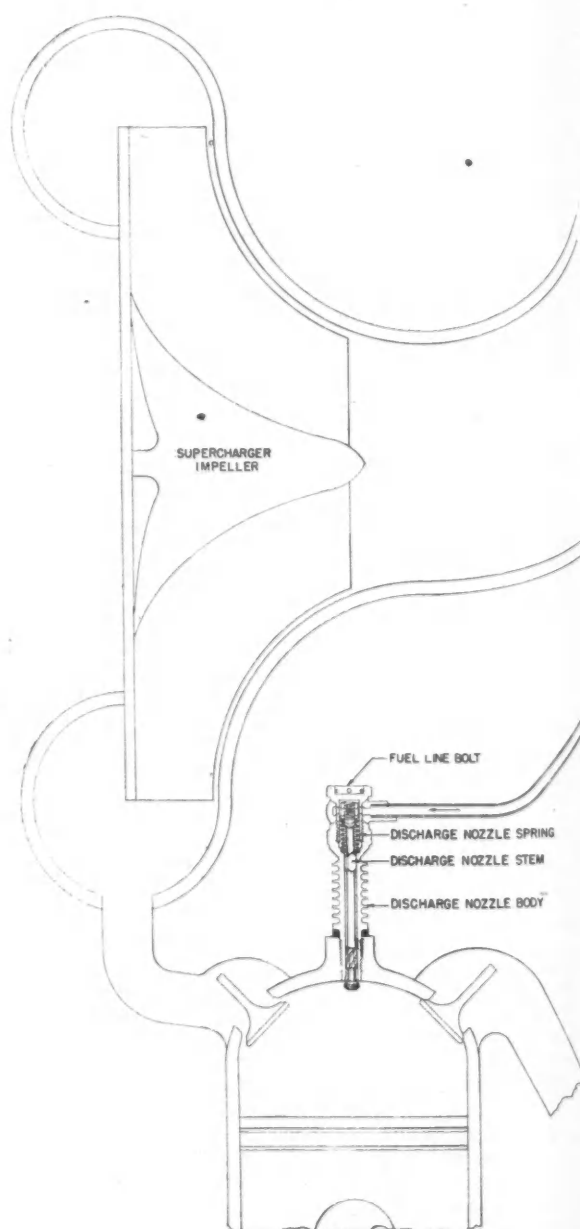 SUPERCHARGER
IMPELLER
FUEL LINE BOLT
DISCHARGE NOZZLE SPRING
DISCHARGE NOZZLE STEM
DISCHARGE NOZZLE BODY